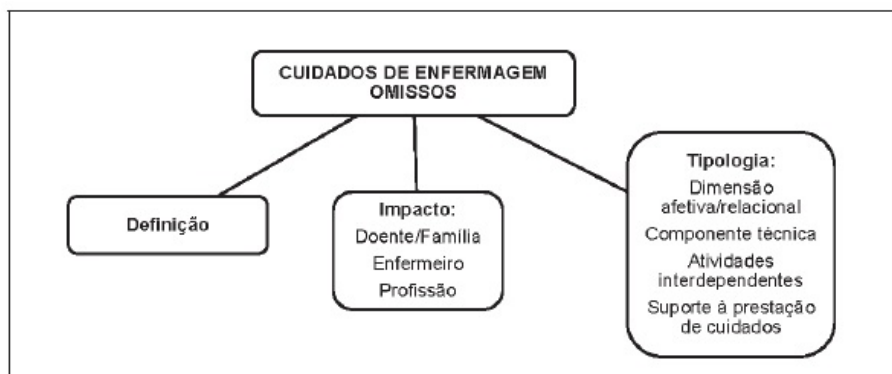 CUIDADOS DE ENFERMAGEM
OMISSOS
Definição
Impacto:
Doente/Família
Enfermeiro
Profissão
Tipologia:
Dimensão
afetiva/relacional
Componente técnica
Atividades
interdependentes
Suporte à prestação
de cuidados